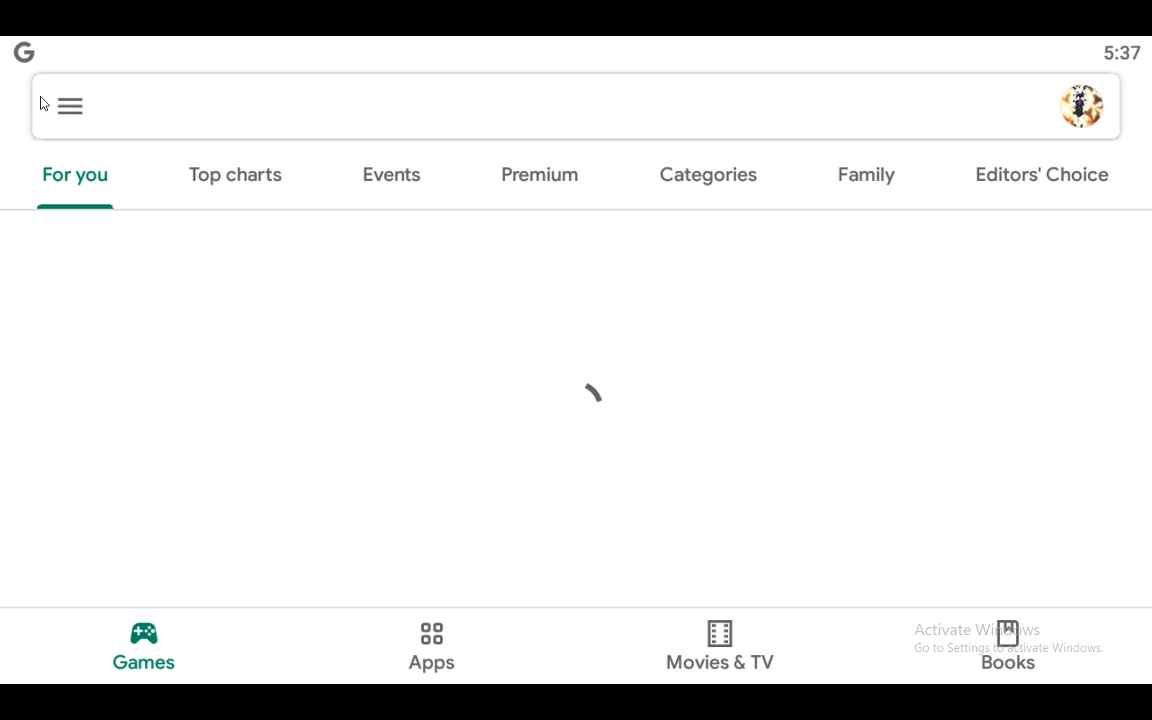 G 5:37
For you Top charts Events Premium Categories Family Editors' Choice
Activate Windows
Go to Settings to activate Windows.
Games Apps Movies & TV Books